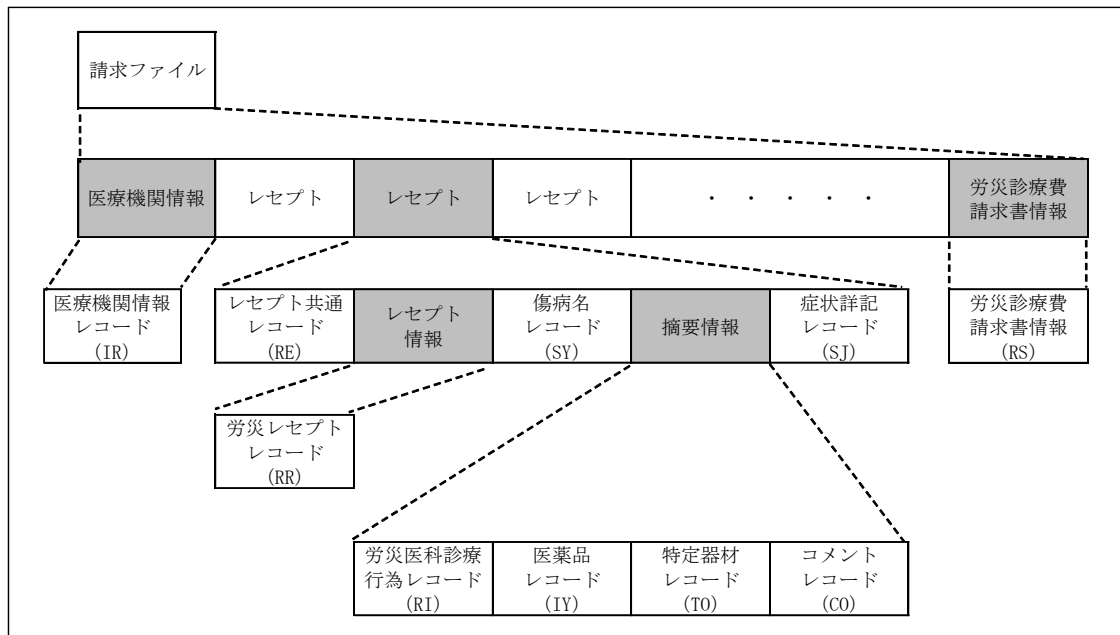 請求ファイル
医療機関情報
レセプト
レセプト
レセプト
・ ・ ・ ・ ・
労災診療費
請求書情報
医療機関情報
レコード
(IR)
レセプト共通
レコード
(RE)
レセプト
情報
傷病名
レコード
(SY)
摘要情報
症状詳記
レコード
(SJ)
労災診療費
請求書情報
(RS)
労災レセプト
レコード
(RR)
労災医科診療
行為レコード
(RI)
医薬品
レコード
(IY)
特定器材
レコード
(TO)
コメント
レコード
(CO)